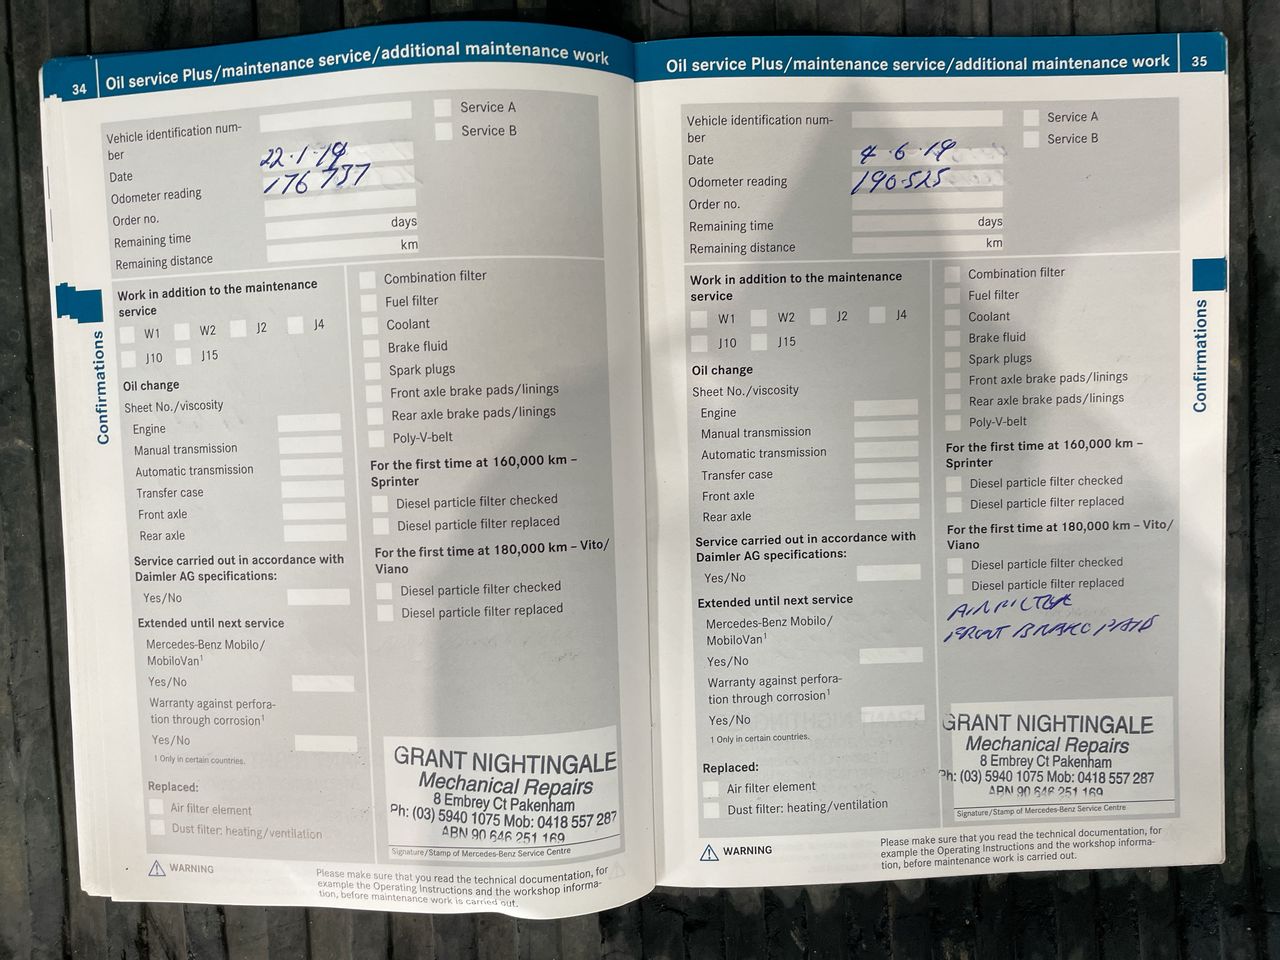 34 Oil service Plus/maintenance service/additional maintenance work
Vehicle identification num-
ber
Date 22·1·19
Odometer reading 176 737
Order no.
Remaining time days
Remaining distance km
Service A
Service B
Work in addition to the maintenance
service
W1 W2 J2 J4
J10 J15
Oil change
Sheet No./viscosity
Engine
Manual transmission
Automatic transmission
Transfer case
Front axle
Rear axle
Service carried out in accordance with
Daimler AG specifications:
Yes/No
Extended until next service
Mercedes-Benz Mobilo/
MobiloVan1
Yes/No
Warranty against perfora-
tion through corrosion1
Yes/No
1 Only in certain countries.
Replaced:
Air filter element
Dust filter: heating/ventilation
Combination filter
Fuel filter
Coolant
Brake fluid
Spark plugs
Front axle brake pads/linings
Rear axle brake pads/linings
Poly-V-belt
For the first time at 160,000 km –
Sprinter
Diesel particle filter checked
Diesel particle filter replaced
For the first time at 180,000 km – Vito/
Viano
Diesel particle filter checked
Diesel particle filter replaced
GRANT NIGHTINGALE
Mechanical Repairs
8 Embrey Ct Pakenham
Ph: (03) 5940 1075 Mob: 0418 557 287
ABN 90 646 251 169
Signature/Stamp of Mercedes-Benz Service Centre
WARNING
Please make sure that you read the technical documentation, for
example the Operating Instructions and the workshop informa-
tion, before maintenance work is carried out.
Confirmations
Oil service Plus/maintenance service/additional maintenance work 35
Vehicle identification num-
ber
Date 4·6·19
Odometer reading 190·525
Order no.
Remaining time days
Remaining distance km
Service A
Service B
Work in addition to the maintenance
service
W1 W2 J2 J4
J10 J15
Oil change
Sheet No./viscosity
Engine
Manual transmission
Automatic transmission
Transfer case
Front axle
Rear axle
Service carried out in accordance with
Daimler AG specifications:
Yes/No
Extended until next service
Mercedes-Benz Mobilo/
MobiloVan1
Yes/No
Warranty against perfora-
tion through corrosion1
Yes/No
1 Only in certain countries.
Replaced:
Air filter element
Dust filter: heating/ventilation
Combination filter
Fuel filter
Coolant
Brake fluid
Spark plugs
Front axle brake pads/linings
Rear axle brake pads/linings
Poly-V-belt
For the first time at 160,000 km –
Sprinter
Diesel particle filter checked
Diesel particle filter replaced
For the first time at 180,000 km – Vito/
Viano
Diesel particle filter checked
Diesel particle filter replaced
AIR FILTER
FRONT BRAKE PADS
GRANT NIGHTINGALE
Mechanical Repairs
8 Embrey Ct Pakenham
Ph: (03) 5940 1075 Mob: 0418 557 287
ABN 90 646 251 169
Signature/Stamp of Mercedes-Benz Service Centre
WARNING
Please make sure that you read the technical documentation, for
example the Operating Instructions and the workshop informa-
tion, before maintenance work is carried out.
Confirmations